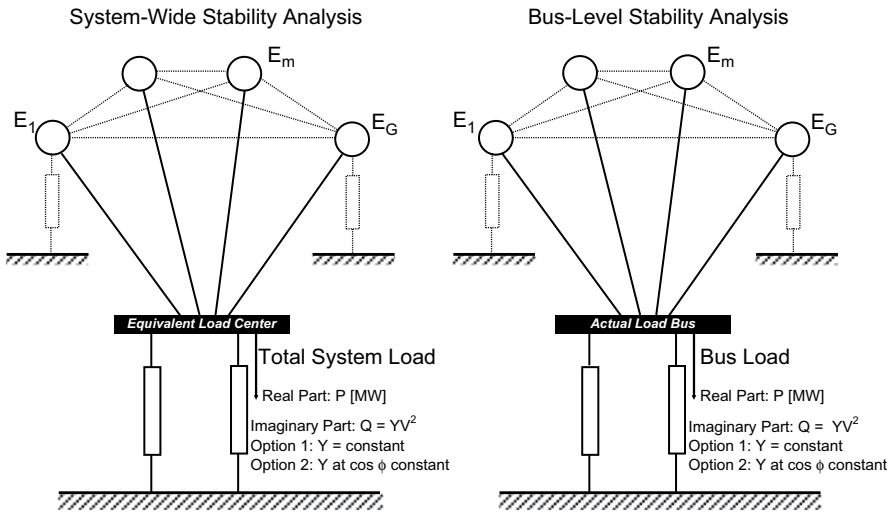 System-Wide Stability Analysis
E₁
Eₘ
E_G
Equivalent Load Center
Total System Load
Real Part: P [MW]
Imaginary Part: Q = YV²
Option 1: Y = constant
Option 2: Y at cos ϕ constant
Bus-Level Stability Analysis
E₁
Eₘ
E_G
Actual Load Bus
Bus Load
Real Part: P [MW]
Imaginary Part: Q = YV²
Option 1: Y = constant
Option 2: Y at cos ϕ constant